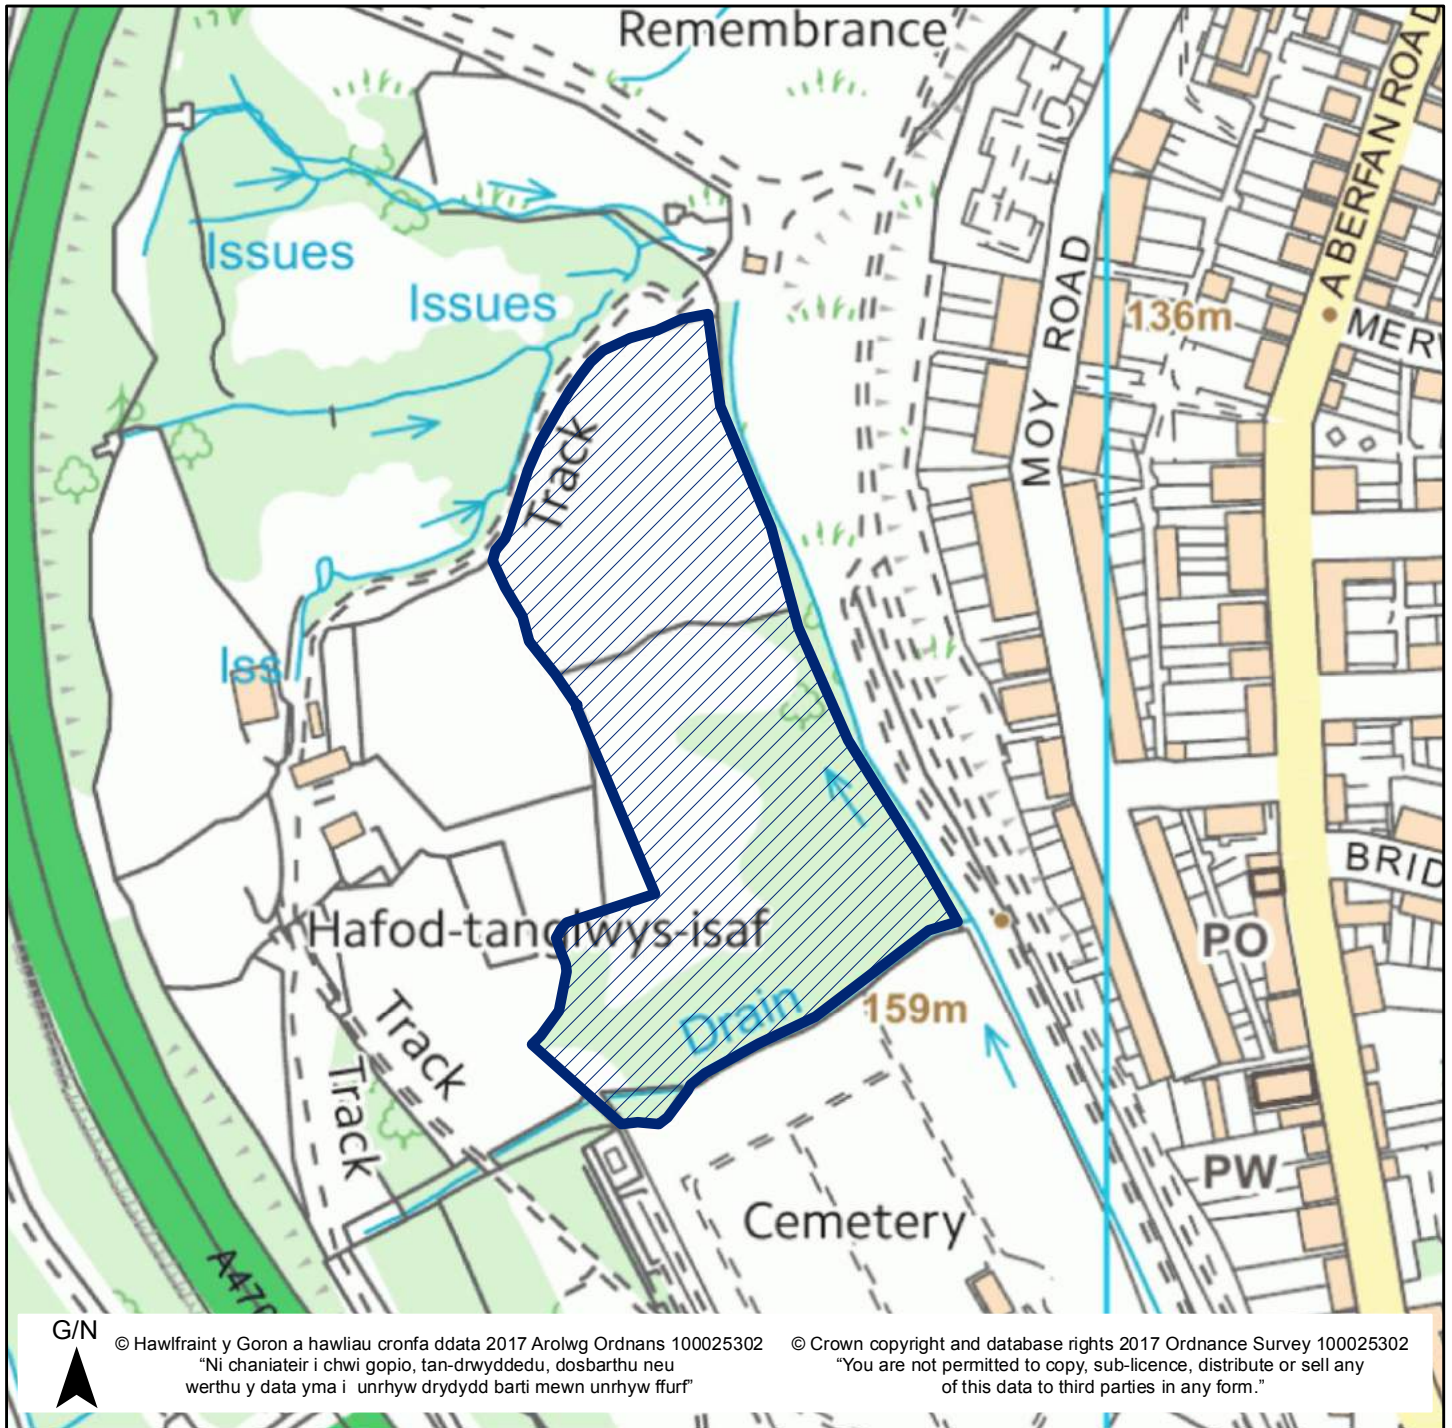 Remembrance
ABERFAN ROAD
Issues
Issues
136m
MOY ROAD
Track
Iss
BRID
Hafod-tanglwys-isaf
PO
Drain
159m
Track
Track
PW
Cemetery
A470
G/N
© Hawlfraint y Goron a hawliau cronfa ddata 2017 Arolwg Ordnans 100025302
“Ni chaniateir i chwi gopio, tan-drwyddedu, dosbarthu neu
werthu y data yma i unrhyw drydydd barti mewn unrhyw ffurf”
© Crown copyright and database rights 2017 Ordnance Survey 100025302
“You are not permitted to copy, sub-licence, distribute or sell any
of this data to third parties in any form.”